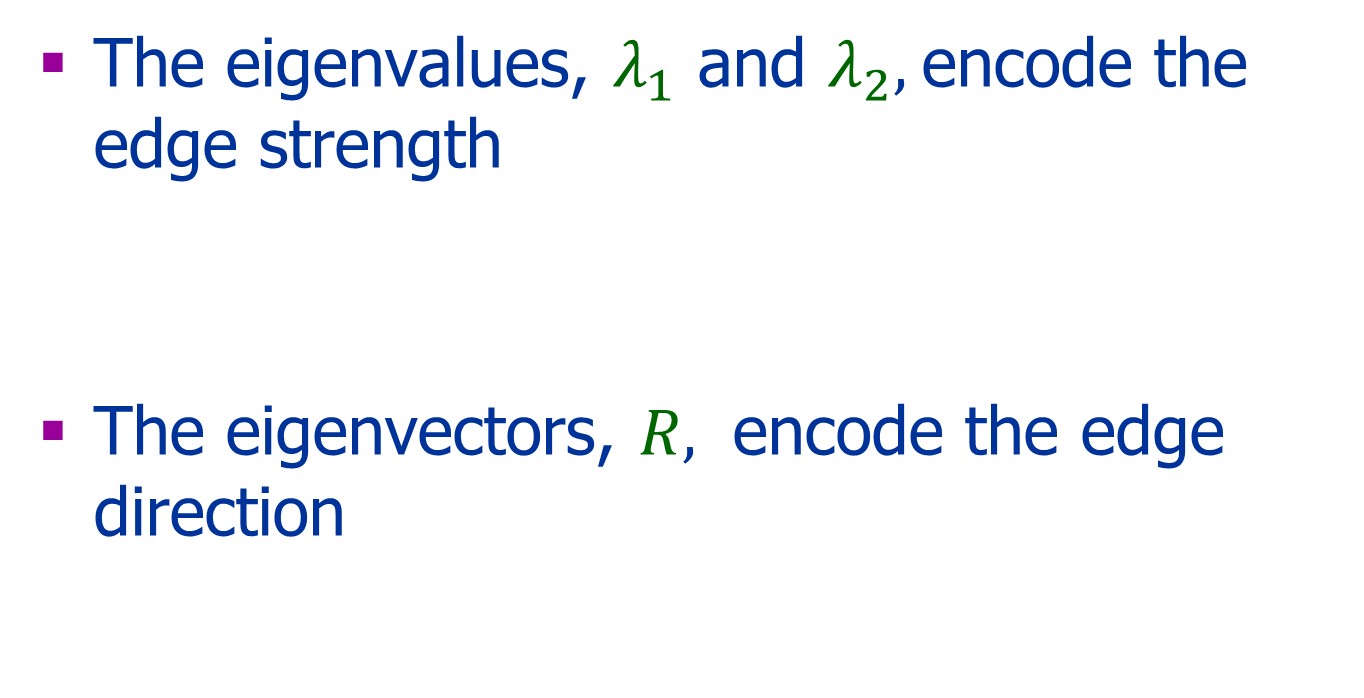 ▪ The eigenvalues, λ₁ and λ₂, encode the
edge strength
▪ The eigenvectors, R, encode the edge
direction